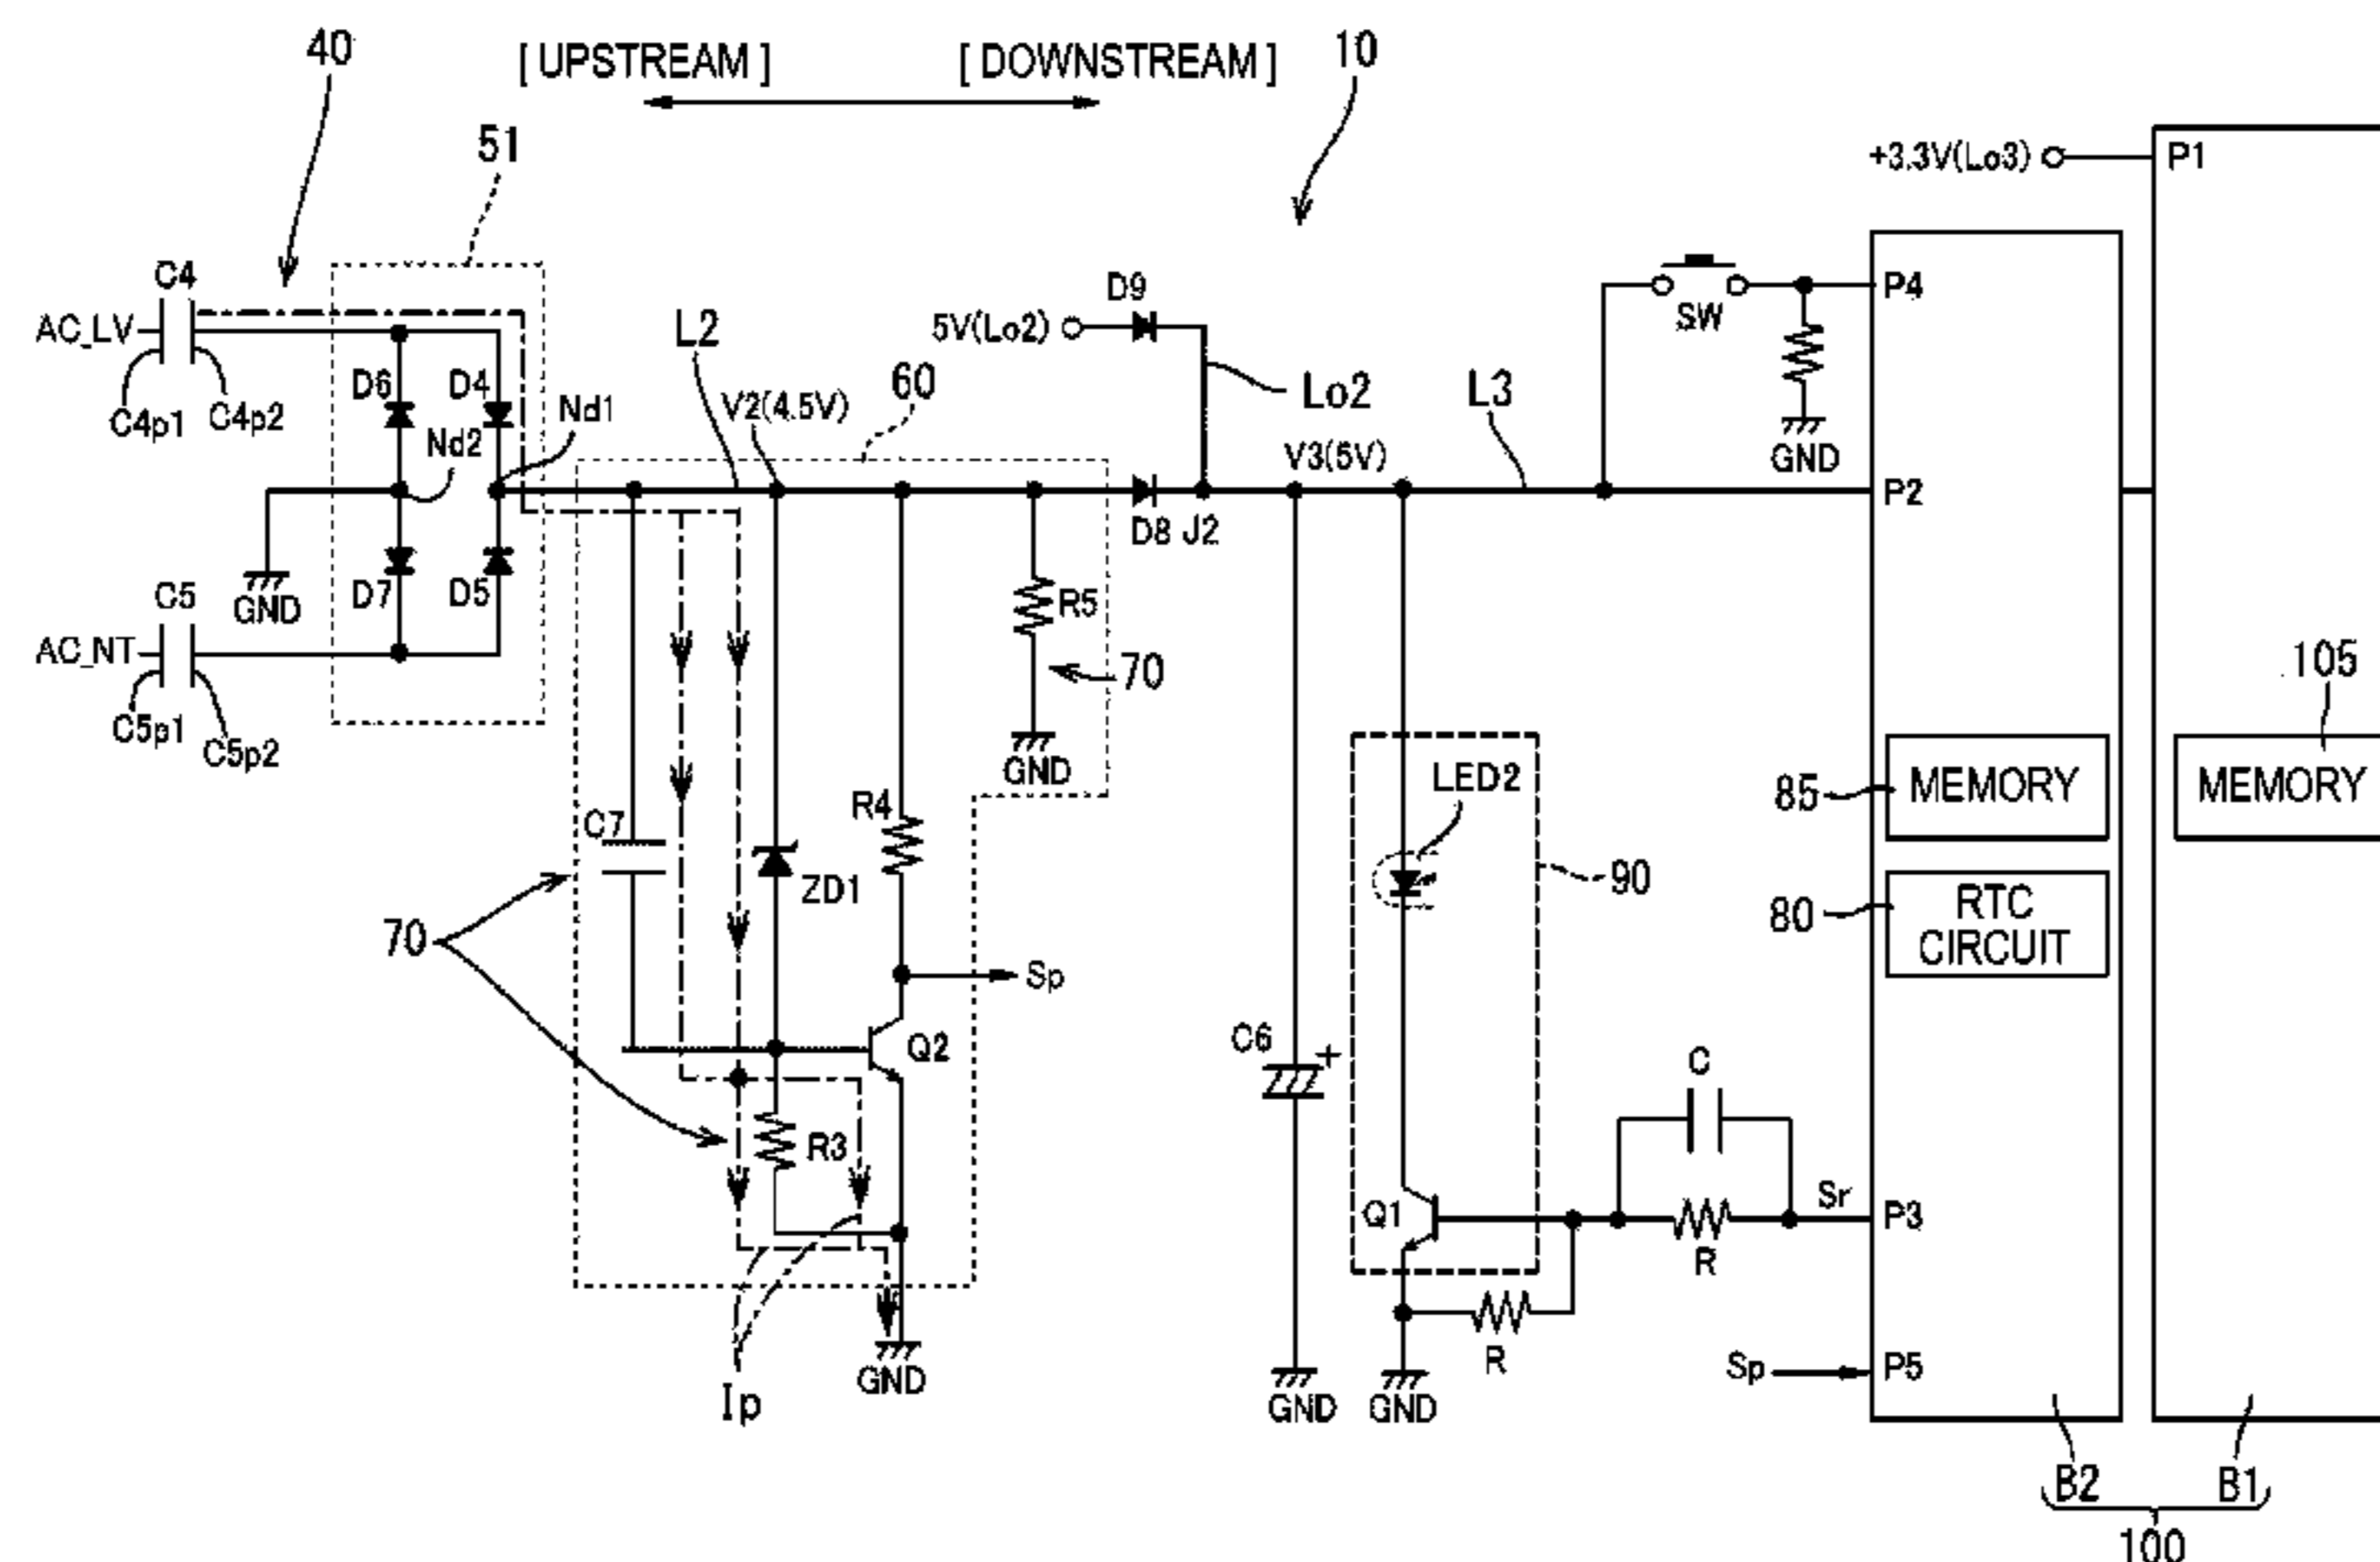 40
[ UPSTREAM ]
[ DOWNSTREAM ]
10
51
+3.3V(Lo3)
P1
C4
D9
P4
AC_LV
L2
5V(Lo2)
SW
D6
D4
60
Lo2
L3
C4p1
C4p2
Nd1
V2(4.5V)
Nd2
V3(5V)
GND
P2
D8
J2
C5
GND
D7
D5
R5
AC_NT
70
105
C5p1
C5p2
GND
LED2
85
MEMORY
MEMORY
R4
C7
ZD1
90
80
RTC
CIRCUIT
70
Sp
Q2
C6
+
C
R3
Q1
Sr
P3
R
R
Sp
P5
Ip
GND
GND
GND
B2
B1
100